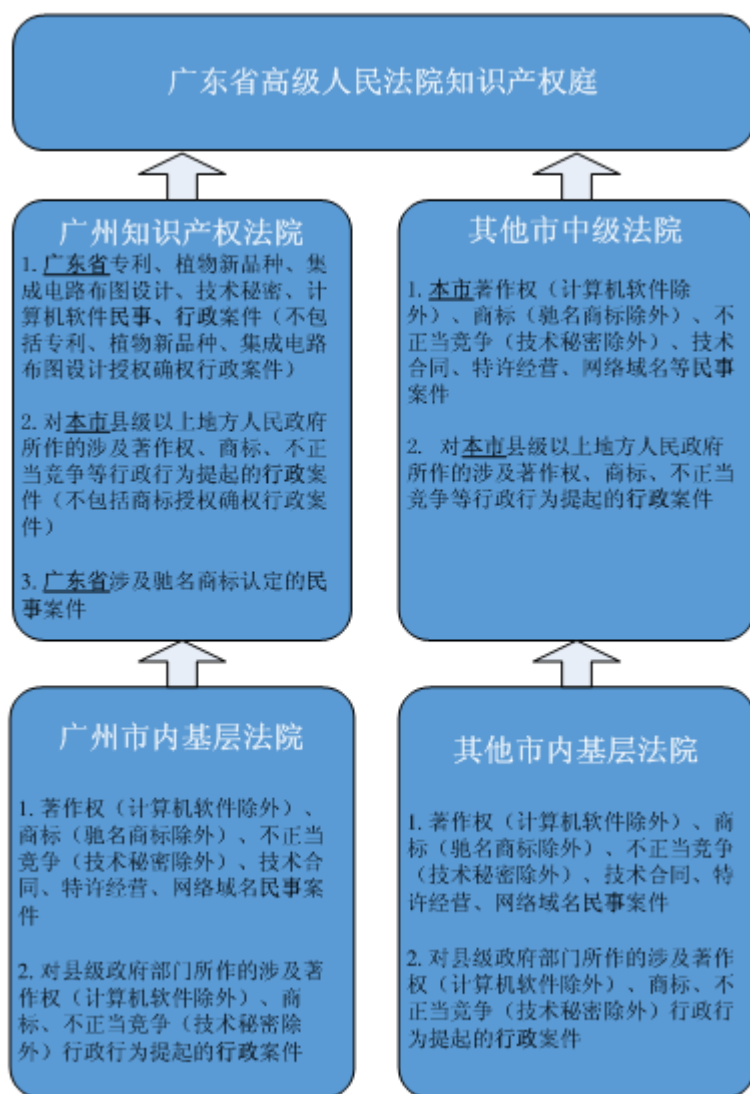 广东省高级人民法院知识产权庭
广州知识产权法院
1. 广东省专利、植物新品种、集
成电路布图设计、技术秘密、计
算机软件民事、行政案件（不包
括专利、植物新品种、集成电路
布图设计授权确权行政案件）
2. 对本市县级以上地方人民政府
所作的涉及著作权、商标、不正
当竞争等行政行为提起的行政案
件（不包括商标授权确权行政案
件）
3. 广东省涉及驰名商标认定的民
事案件
其他市中级法院
1. 本市著作权（计算机软件除
外）、商标（驰名商标除外）、不
正当竞争（技术秘密除外）、技术
合同、特许经营、网络域名等民事
案件
2. 对本市县级以上地方人民政府
所作的涉及著作权、商标、不正当
竞争等行政行为提起的行政案件
广州市内基层法院
1. 著作权（计算机软件除外）、
商标（驰名商标除外）、不正当
竞争（技术秘密除外）、技术合
同、特许经营、网络域名民事案
件
2. 对县级政府部门所作的涉及著
作权（计算机软件除外）、商
标、不正当竞争（技术秘密除
外）行政行为提起的行政案件
其他市内基层法院
1. 著作权（计算机软件除外）、商
标（驰名商标除外）、不正当竞争
（技术秘密除外）、技术合同、特
许经营、网络域名民事案件
2. 对县级政府部门所作的涉及著作
权（计算机软件除外）、商标、不
正当竞争（技术秘密除外）行政行
为提起的行政案件